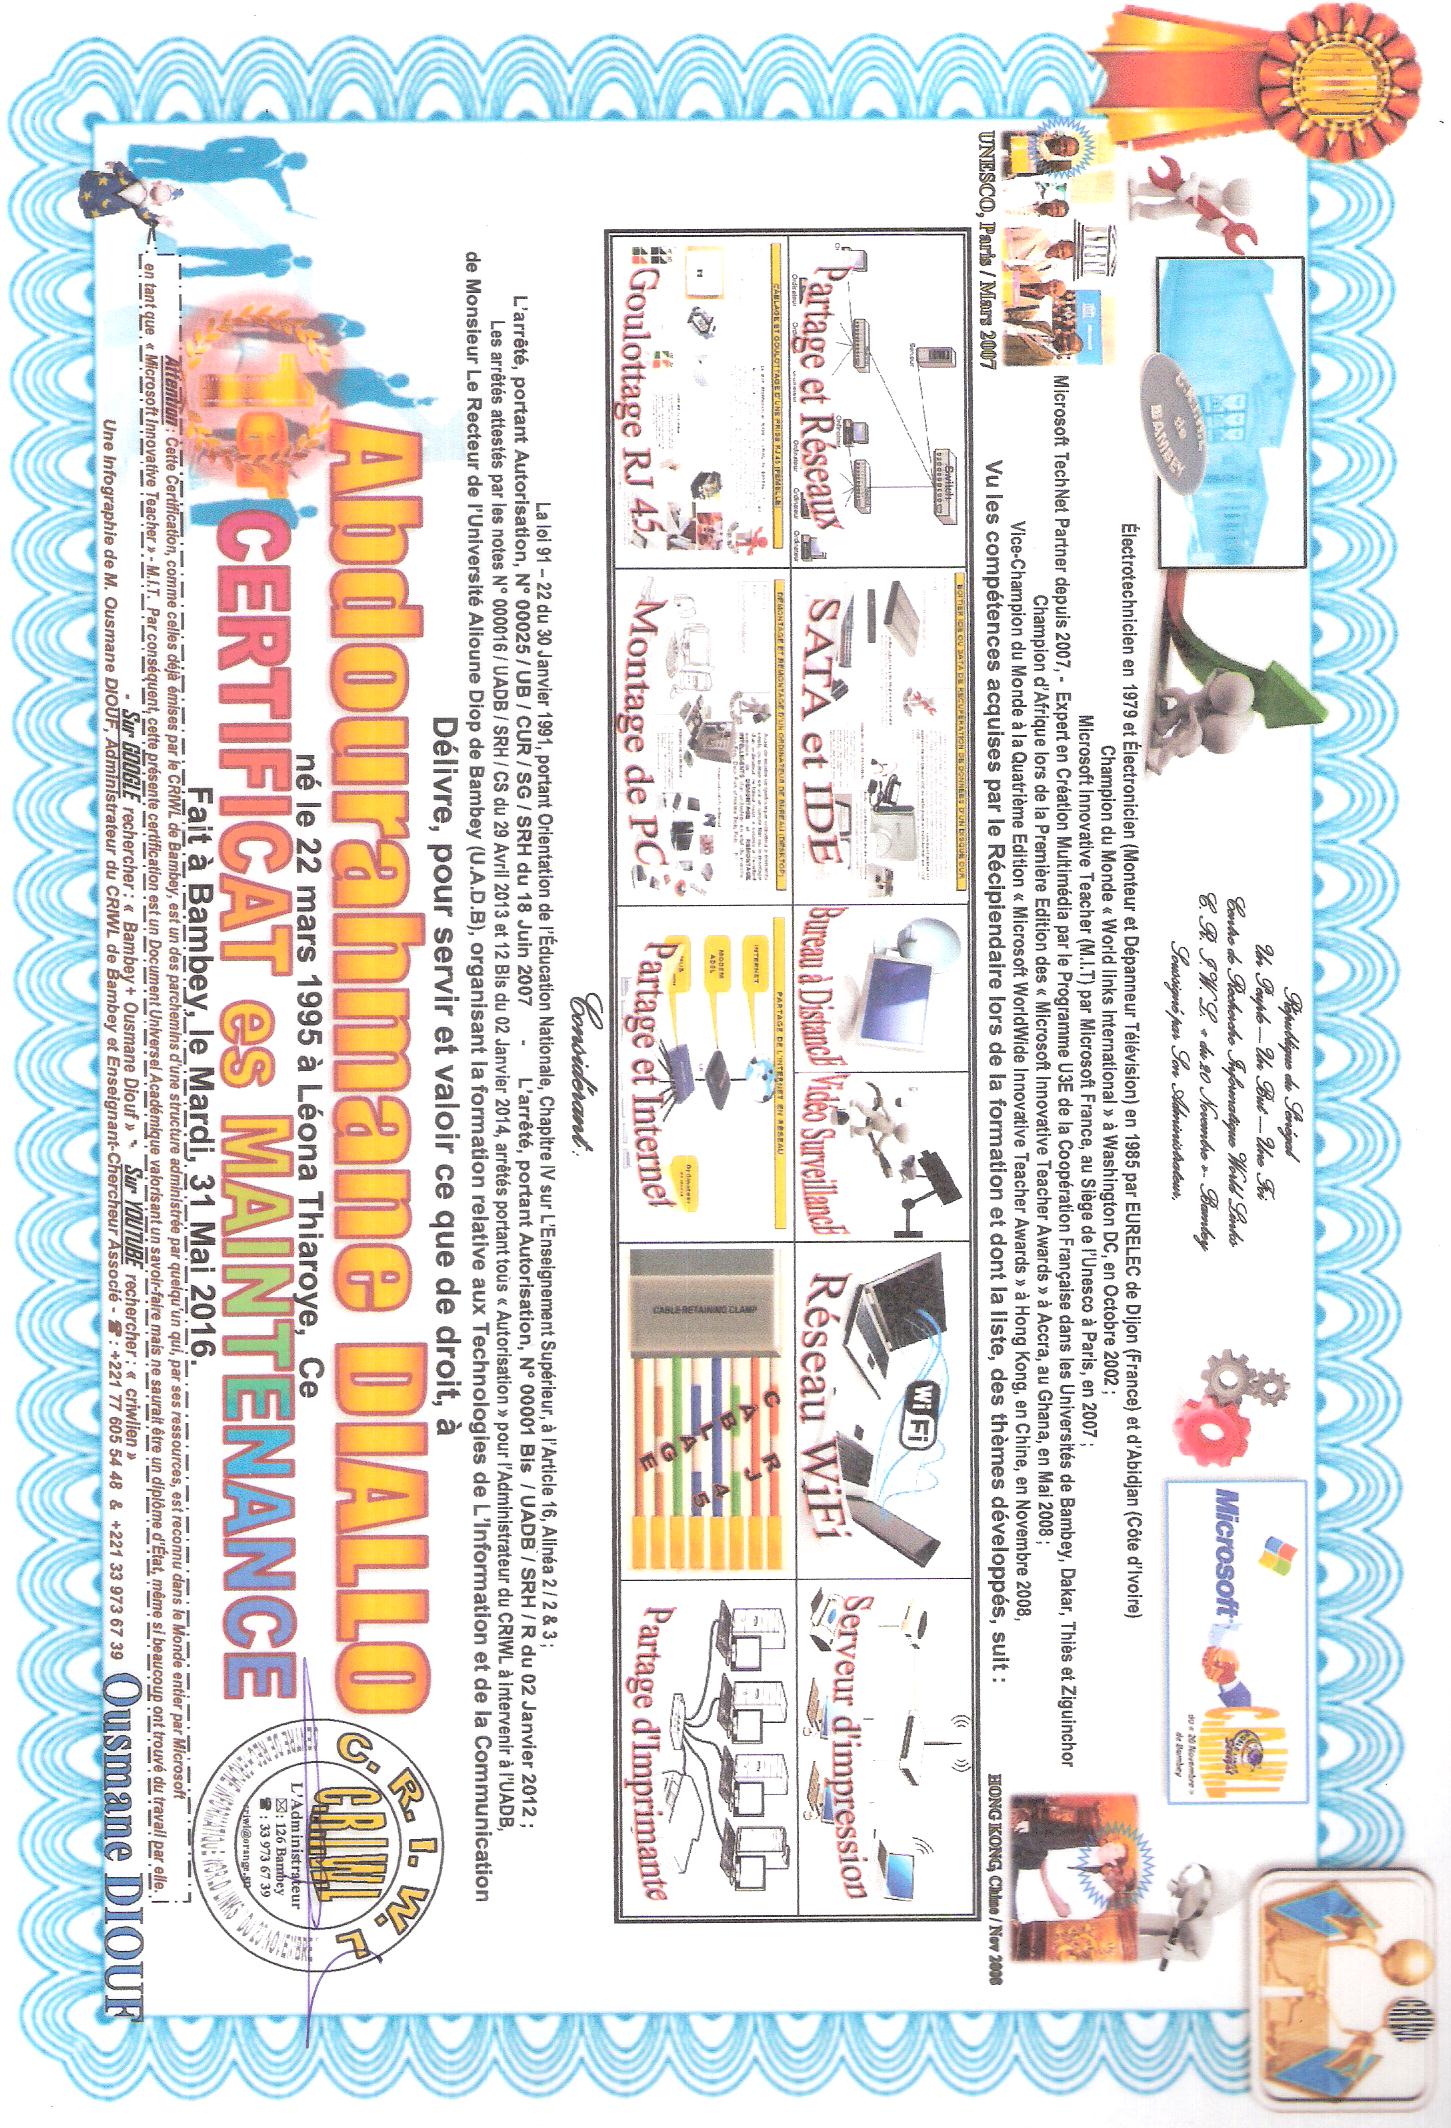 CRIWL
République du Sénégal
Un Peuple — Un But — Une Foi
Centre de Recherche Informatique World Links
C. R. I. W. L. « du 20 Novembre » - Bambey
Soussigné par Son Administrateur,
de
BAMBEY
Microsoft
C.R.I.W.L
du « 20 Novembre »
de Bambey
Électrotechnicien en 1979 et Électronicien (Monteur et Dépanneur Télévision) en 1985 par EURELEC de Dijon (France) et d'Abidjan (Côte d'Ivoire)
Champion du Monde « World links International » à Washington DC, en Octobre 2002 ;
Microsoft Innovative Teacher (M.I.T) par Microsoft France, au Siège de l'Unesco à Paris, en 2007 ;
Microsoft TechNet Partner depuis 2007, - Expert en Création Multimédia par le Programme U3E de la Coopération Française dans les Universités de Bambey, Dakar, Thiès et Ziguinchor
Champion d'Afrique lors de la Première Edition des « Microsoft Innovative Teacher Awards » à Accra, au Ghana, en Mai 2008 ;
Vice-Champion du Monde à la Quatrième Edition « Microsoft WorldWide Innovative Teacher Awards » à Hong Kong, en Chine, en Novembre 2008,
Vu les compétences acquises par le Récipiendaire lors de la formation et dont la liste, des thèmes développés, suit :
UNESCO, Paris / Mars 2007
HONG KONG, Chine / Nov 2008
Switch
Serveur
Ordinateur
Partage et Réseaux
BOITIER IDE OU SATA DE RECUPERATION DE DONNÉES D'UN DISQUE DUR
SATA et IDE
Bureau à DistancE
Vidéo SurveillancE
WiFi
Réseau WiFi
Serveur d'impression
CABLAGE ET GOULOTTAGE D'UNE PRISE RJ 45 (FEMELLE)
Goulottage RJ 45
DEMONTAGE ET REMONTAGE D'UN ORDINATEUR DE BUREAU (DESKTOP)
Montage de PC
PARTAGE DE L'INTERNET EN RESEAU
INTERNET
MODEM
ADSL
HUB
Partage et Internet
CABLE RETAINING CLAMP
CÂBLAGE
RJ 45
Partage d'Imprimante
Considérant :
La loi 91 – 22 du 30 Janvier 1991, portant Orientation de l'Éducation Nationale, Chapitre IV sur L'Enseignement Supérieur, à l'Article 16, Alinéa 2 / 2 & 3 ;
L'arrêté, portant Autorisation, N° 00025 / UB / CUR / SG / SRH du 18 Juin 2007 - L'arrêté, portant Autorisation, N° 00001 Bis / UADB / SRH / R du 02 Janvier 2012 ;
Les arrêtés attestés par les notes N° 000016 / UADB / SRH / CS du 29 Avril 2013 et 12 Bis du 02 Janvier 2014, arrêtés portant tous « Autorisation » pour l'Administrateur du CRIWL à intervenir à l'UADB,
de Monsieur Le Recteur de l'Université Alioune Diop de Bambey (U.A.D.B), organisant la formation relative aux Technologies de L'Information et de la Communication
Délivre, pour servir et valoir ce que de droit, à
Abdourahmane DIALLO
né le 22 mars 1995 à Léona Thiaroye, Ce
1er
CERTIFICAT es MAINTENANCE
Fait à Bambey, le Mardi, 31 Mai 2016.
C. R. I. W. L
C.R.I.W.L
L'Administrateur
✉ : 126 Bambey
☎ : 33 973 67 39
criwl@orange.sn
CENTRE DE RECHERCHE INFORMATIQUE WORLD LINKS DU 20 NOVEMBRE
Attention : Cette Certification, comme celles déjà émises par le CRIWL de Bambey, est un des parchemins d'une structure administrée par quelqu'un qui, par ses ressources, est reconnu dans le Monde entier par Microsoft
en tant que « Microsoft Innovative Teacher » - M.I.T. Par conséquent, cette présente certification est un Document Universel Académique valorisant un savoir-faire mais ne saurait être un diplôme d'État, même si beaucoup ont trouvé du travail par elle.
- Sur GOOGLE rechercher : « Bambey + Ousmane Diouf » - Sur YOUTUBE rechercher : « criwlien »
Une Infographie de M. Ousmane DIOUF, Administrateur du CRIWL de Bambey et Enseignant-Chercheur Associé - ☎ : +221 77 605 54 48 & +221 33 973 67 39
Ousmane DIOUF